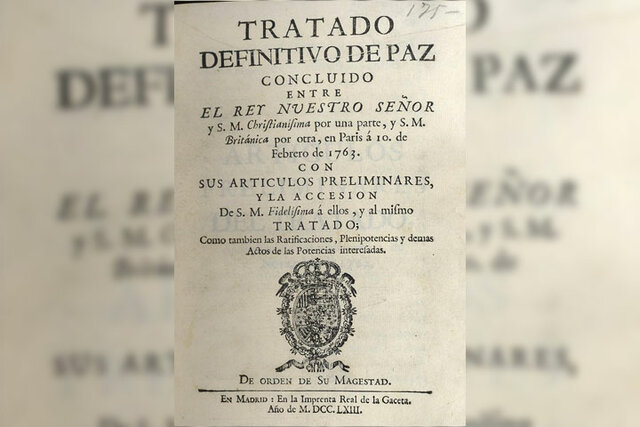 175-
TRATADO
DEFINITIVO DE PAZ
CONCLUIDO
ENTRE
EL REY NUESTRO SEÑOR
y S. M. Christianisima por una parte, y S. M.
Británica por otra, en Paris á 10. de
Febrero de 1763.
CON
SUS ARTICULOS PRELIMINARES,
Y LA ACCESION
De S. M. Fidelisima á ellos, y al mismo
TRATADO;
Como tambien las Ratificaciones, Plenipotencias y demas
Actos de las Potencias interesadas.
DE ORDEN DE SU MAGESTAD.
EN MADRID: En la Imprenta Real de la Gaceta.
Año de M. DCC. LXIII.